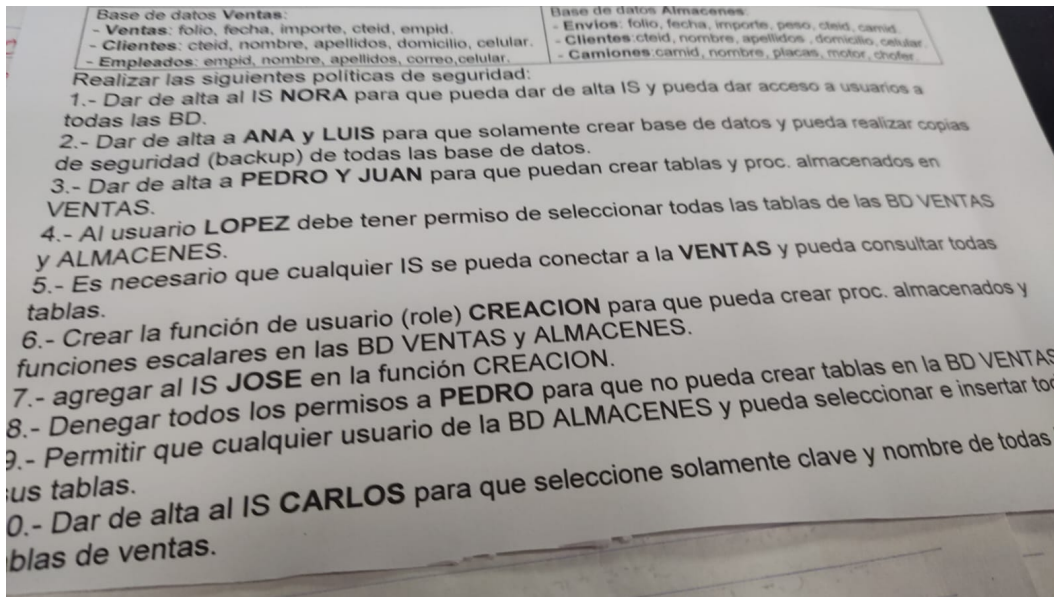 Base de datos Ventas:
- Ventas: folio, fecha, importe, cteid, empid.
- Clientes: cteid, nombre, apellidos, domicilio, celular.
- Empleados: empid, nombre, apellidos, correo,celular.
Base de datos Almacenes:
- Envios: folio, fecha, importe, peso, cteid, camid.
- Clientes:cteid, nombre, apellidos , domicilio, celular.
- Camiones:camid, nombre, placas, motor, chofer.
Realizar las siguientes políticas de seguridad:
1.- Dar de alta al IS NORA para que pueda dar de alta IS y pueda dar acceso a usuarios a
todas las BD.
2.- Dar de alta a ANA y LUIS para que solamente crear base de datos y pueda realizar copias
de seguridad (backup) de todas las base de datos.
3.- Dar de alta a PEDRO Y JUAN para que puedan crear tablas y proc. almacenados en
VENTAS.
4.- Al usuario LOPEZ debe tener permiso de seleccionar todas las tablas de las BD VENTAS
y ALMACENES.
5.- Es necesario que cualquier IS se pueda conectar a la VENTAS y pueda consultar todas
tablas.
6.- Crear la función de usuario (role) CREACION para que pueda crear proc. almacenados y
funciones escalares en las BD VENTAS y ALMACENES.
7.- agregar al IS JOSE en la función CREACION.
8.- Denegar todos los permisos a PEDRO para que no pueda crear tablas en la BD VENTAS
9.- Permitir que cualquier usuario de la BD ALMACENES y pueda seleccionar e insertar tod
sus tablas.
0.- Dar de alta al IS CARLOS para que seleccione solamente clave y nombre de todas
blas de ventas.